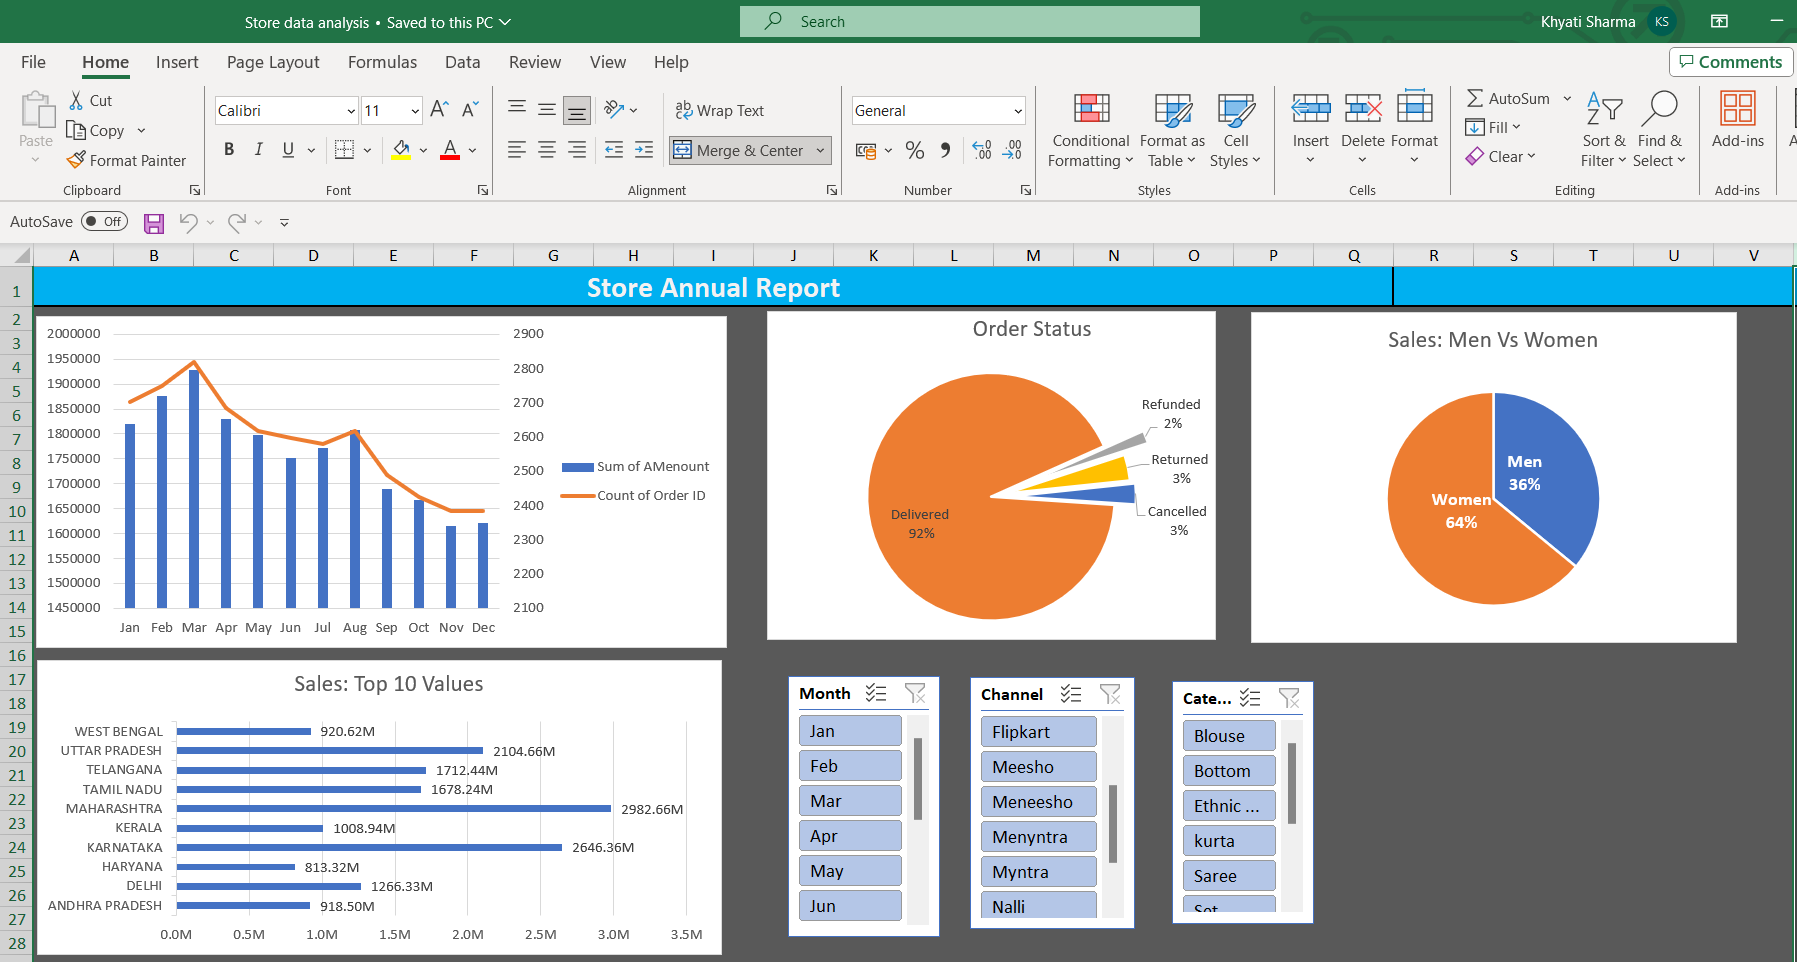 Store data analysis • Saved to this PC
Search
Khyati Sharma KS
File Home Insert Page Layout Formulas Data Review View Help
Comments
Paste
Cut
Copy
Format Painter
Clipboard
Calibri 11
B I U
Font
Wrap Text
Merge & Center
Alignment
General
Number
Conditional Formatting
Format as Table
Cell Styles
Styles
Insert Delete Format
Cells
AutoSum
Fill
Clear
Sort & Filter
Find & Select
Editing
Add-ins
Add-ins
AutoSave Off
A B C D E F G H I J K L M N O P Q R S T U V
1
2
3
4
5
6
7
8
9
10
11
12
13
14
15
16
17
18
19
20
21
22
23
24
25
26
27
28
Store Annual Report
2000000
1950000
1900000
1850000
1800000
1750000
1700000
1650000
1600000
1550000
1500000
1450000
2900
2800
2700
2600
2500
2400
2300
2200
2100
Jan Feb Mar Apr May Jun Jul Aug Sep Oct Nov Dec
Sum of AMenount
Count of Order ID
Order Status
Refunded
2%
Returned
3%
Cancelled
3%
Delivered
92%
Sales: Men Vs Women
Men
36%
Women
64%
Sales: Top 10 Values
WEST BENGAL 920.62M
UTTAR PRADESH 2104.66M
TELANGANA 1712.44M
TAMIL NADU 1678.24M
MAHARASHTRA 2982.66M
KERALA 1008.94M
KARNATAKA 2646.36M
HARYANA 813.32M
DELHI 1266.33M
ANDHRA PRADESH 918.50M
0.0M 0.5M 1.0M 1.5M 2.0M 2.5M 3.0M 3.5M
Month
Jan
Feb
Mar
Apr
May
Jun
Channel
Flipkart
Meesho
Meneesho
Menyntra
Myntra
Nalli
Cate...
Blouse
Bottom
Ethnic ...
kurta
Saree
Set